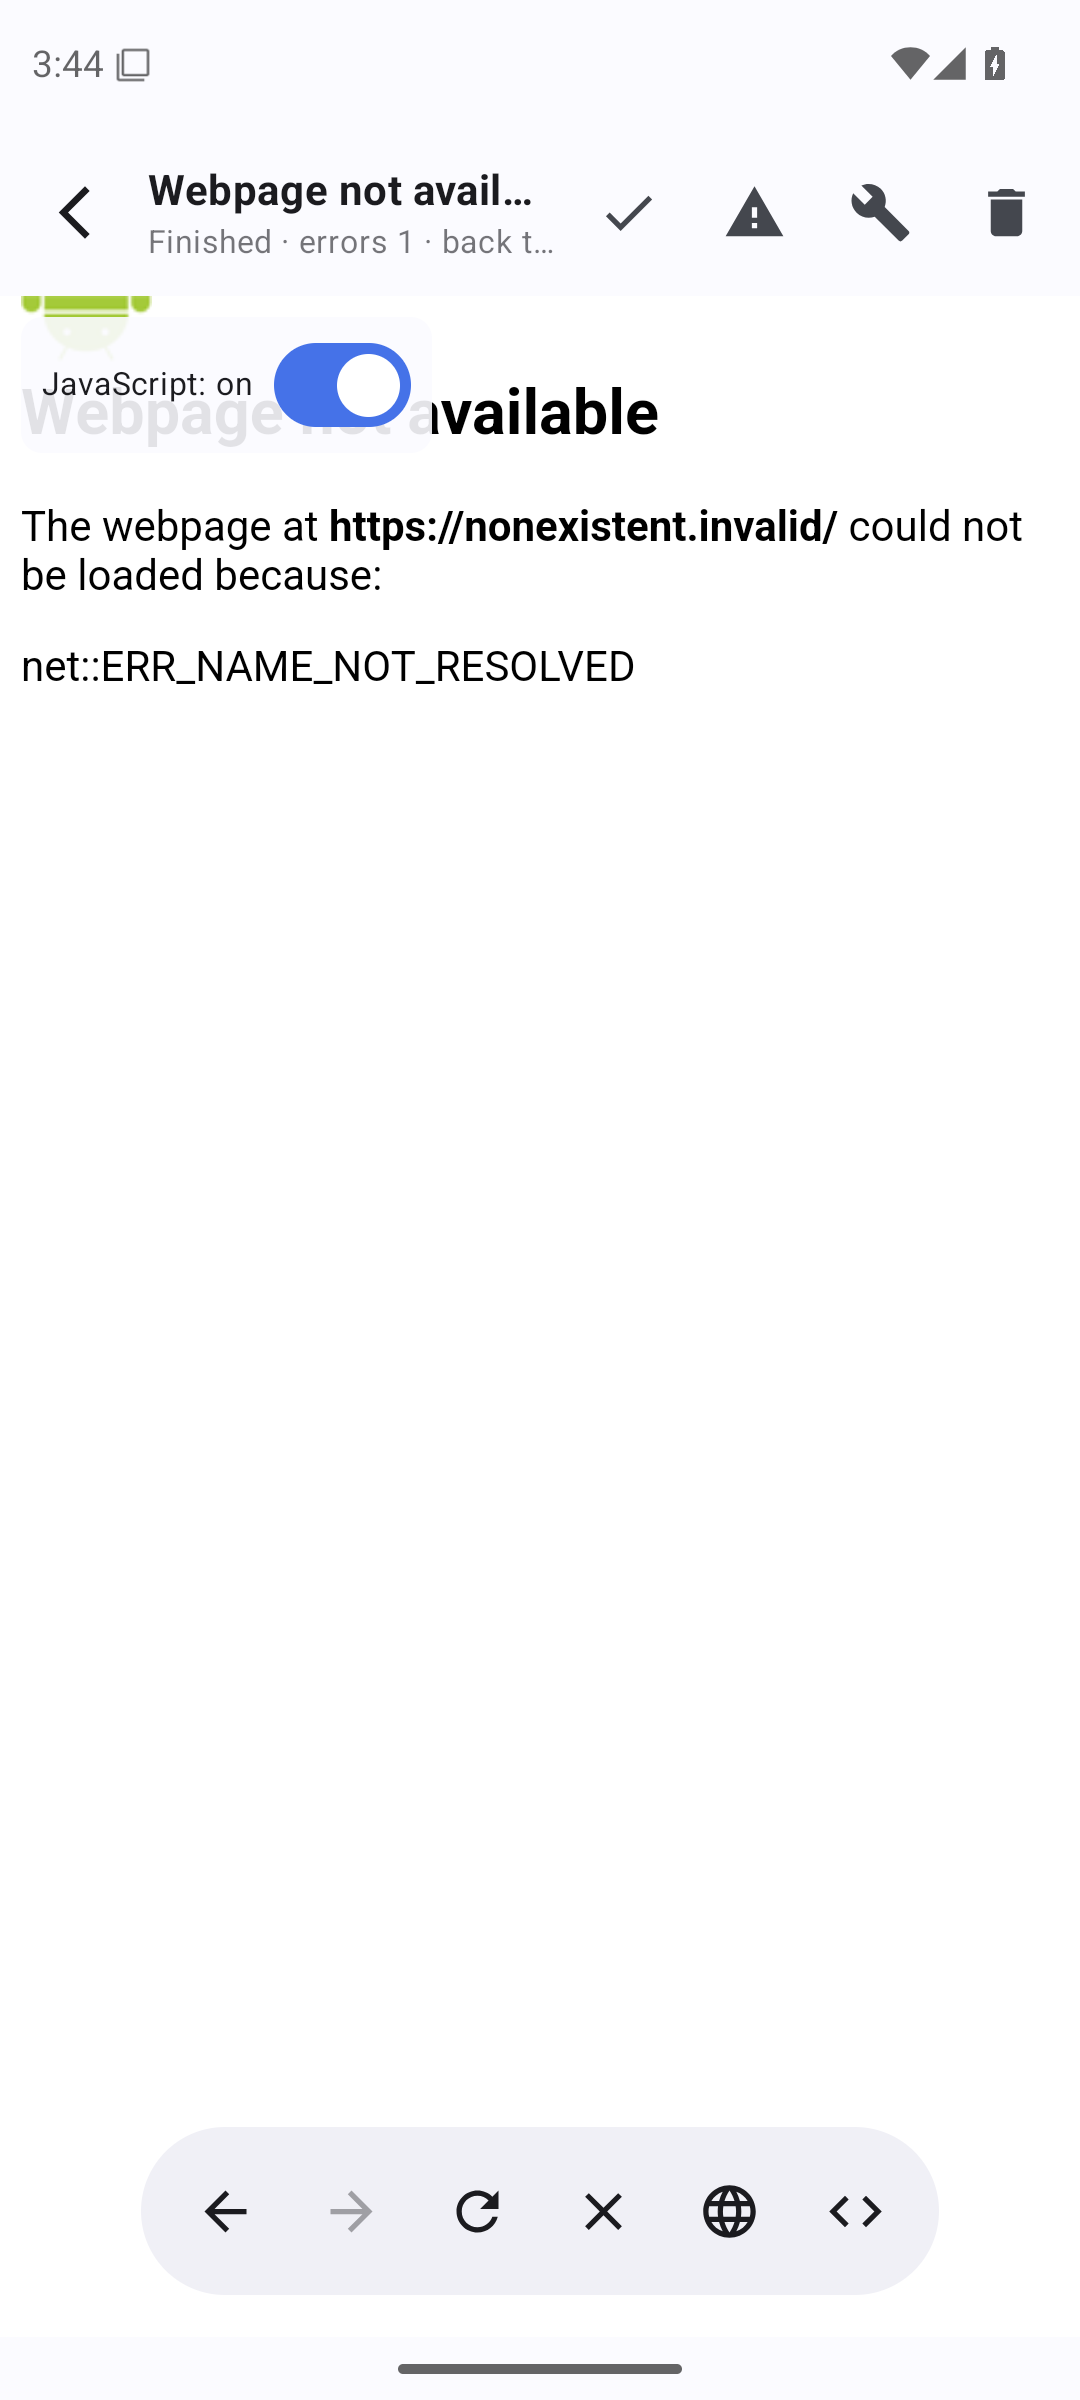 3:44
Webpage not avail…
Finished · errors 1 · back t…
JavaScript: on
Webpage not available
The webpage at https://nonexistent.invalid/ could not
be loaded because:
net::ERR_NAME_NOT_RESOLVED